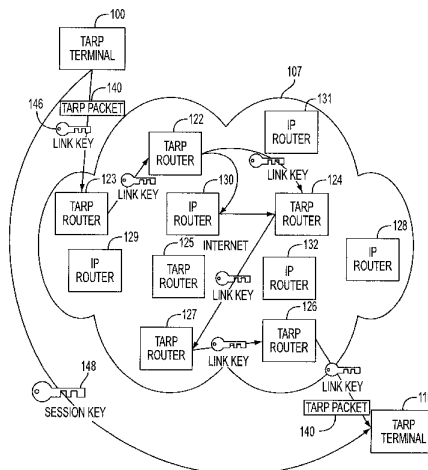 100
TARP
TERMINAL
140
146
TARP PACKET
LINK KEY
107
131
IP
ROUTER
122
TARP
ROUTER
LINK KEY
123
TARP
ROUTER
LINK KEY
130
IP
ROUTER
124
TARP
ROUTER
INTERNET
129
IP
ROUTER
125
TARP
ROUTER
132
IP
ROUTER
128
IP
ROUTER
LINK KEY
127
TARP
ROUTER
126
TARP
ROUTER
LINK KEY
LINK KEY
148
SESSION KEY
TARP PACKET
140
11
TARP
TERMINAL